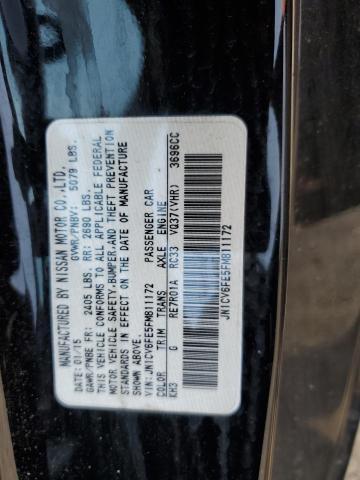 MANUFACTURED BY NISSAN MOTOR CO.,LTD.
DATE: 01/15 GVWR/PNBV: 5079 LBS.
GAWR/PNBE FR: 2405 LBS. RR: 2690 LBS.
THIS VEHICLE CONFORMS TO ALL APPLICABLE FEDERAL
MOTOR VEHICLE SAFETY,BUMPER,AND THEFT PREVENTION
STANDARDS IN EFFECT ON THE DATE OF MANUFACTURE
SHOWN ABOVE.
VIN: JN1CV6FE5FM811172 PASSENGER CAR
COLOR TRIM TRANS AXLE ENGINE
KH3 G RE7R01A RC33 VQ37(VHR) 3696CC
JN1CV6FE5FM811172